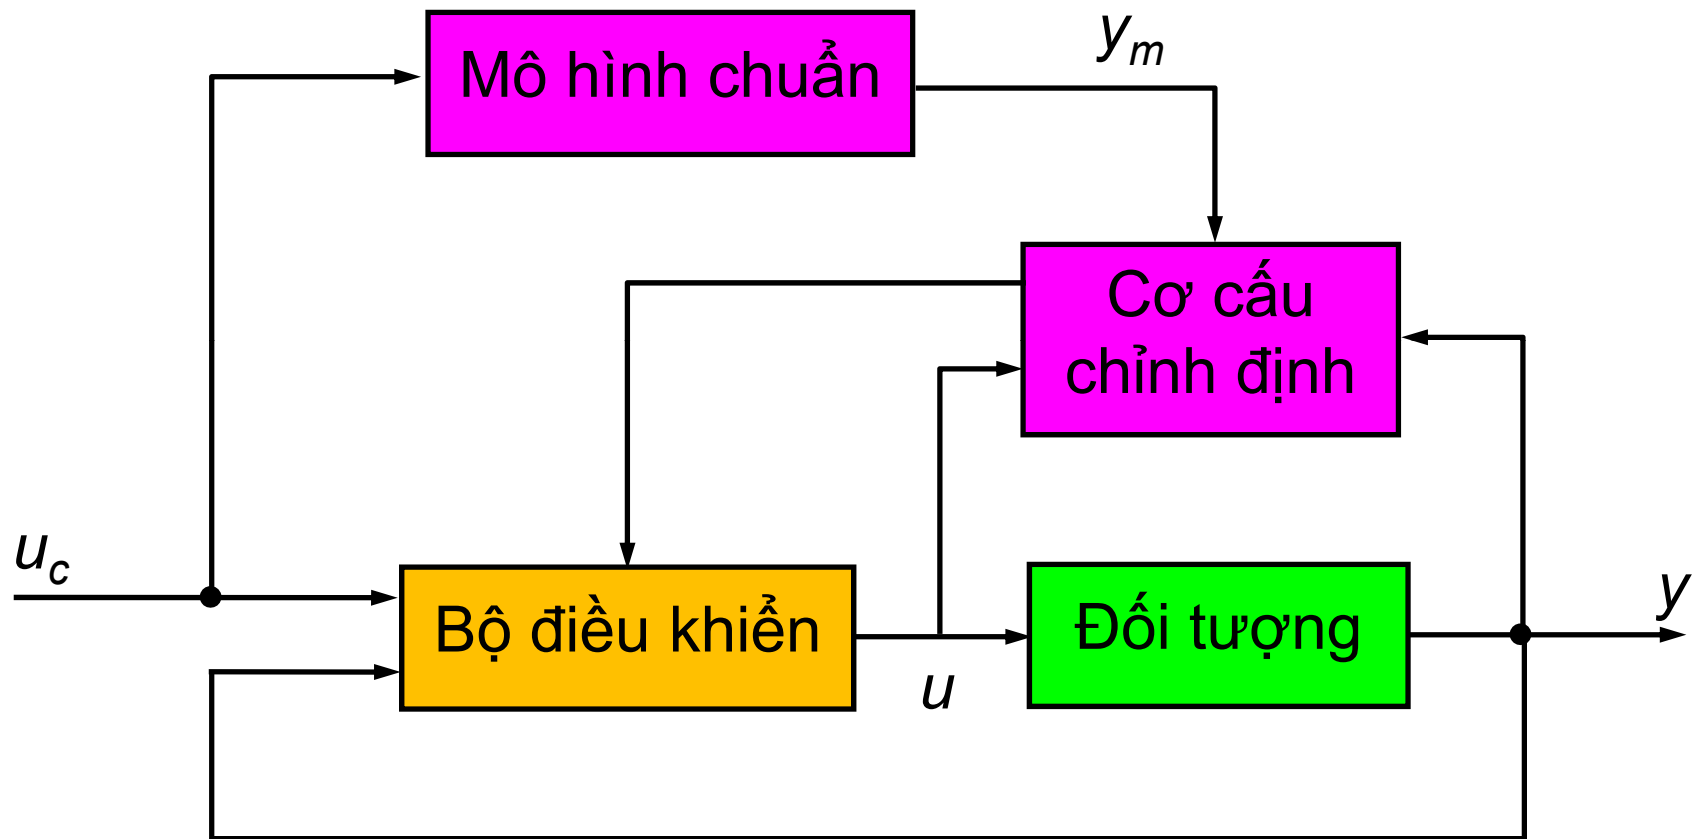 Mô hình chuẩn
y_m
Cơ cấu
chỉnh định
u_c
Bộ điều khiển
u
Đối tượng
y